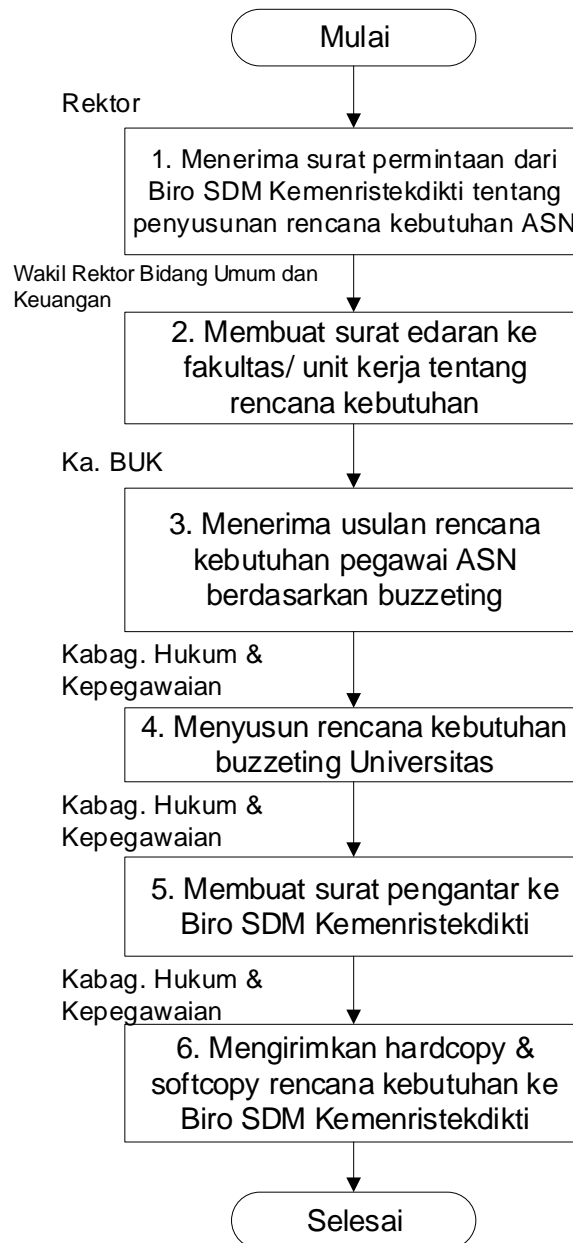 Mulai
Rektor
1. Menerima surat permintaan dari
Biro SDM Kemenristekdikti tentang
penyusunan rencana kebutuhan ASN
Wakil Rektor Bidang Umum dan
Keuangan
2. Membuat surat edaran ke
fakultas/ unit kerja tentang
rencana kebutuhan
Ka. BUK
3. Menerima usulan rencana
kebutuhan pegawai ASN
berdasarkan buzzeting
Kabag. Hukum &
Kepegawaian
4. Menyusun rencana kebutuhan
buzzeting Universitas
Kabag. Hukum &
Kepegawaian
5. Membuat surat pengantar ke
Biro SDM Kemenristekdikti
Kabag. Hukum &
Kepegawaian
6. Mengirimkan hardcopy &
softcopy rencana kebutuhan ke
Biro SDM Kemenristekdikti
Selesai